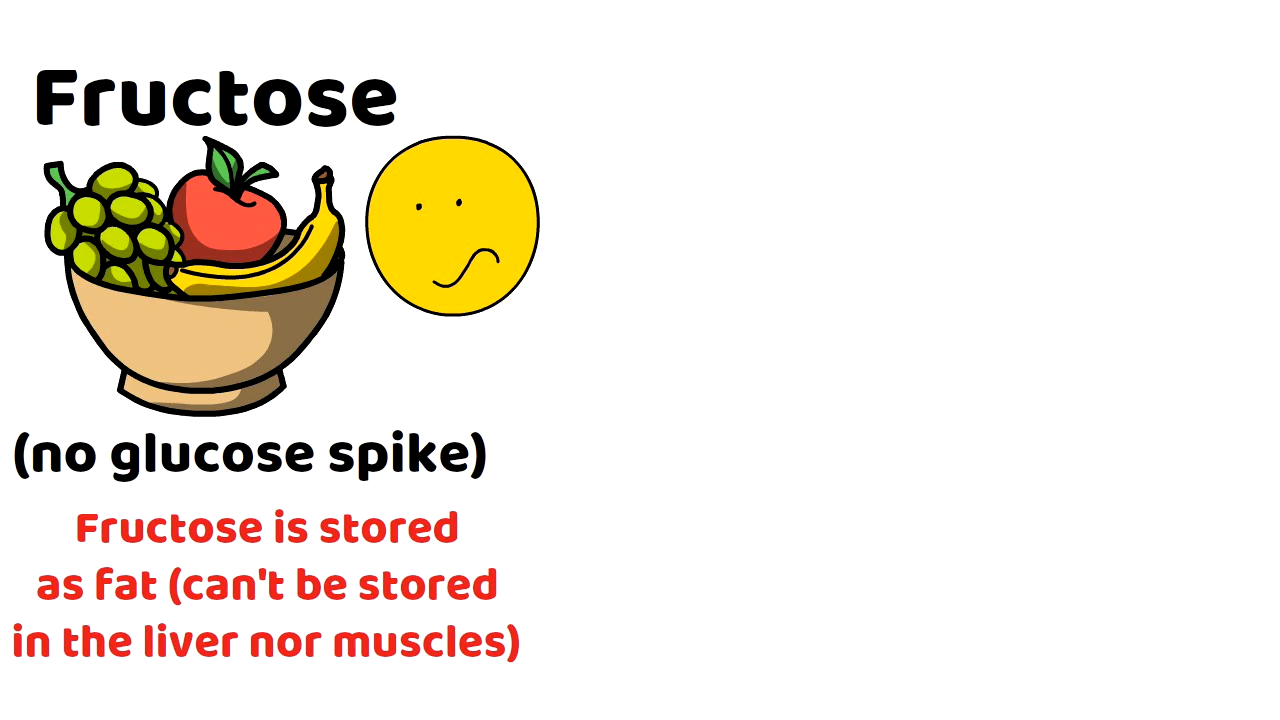 Fructose
(no glucose spike)
Fructose is stored
as fat (can't be stored
in the liver nor muscles)